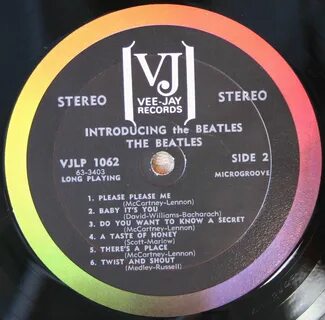 VJ
VEE-JAY
RECORDS
STEREO STEREO
INTRODUCING the BEATLES
THE BEATLES
VJLP 1062 SIDE 2
63-3403
LONG PLAYING MICROGROOVE
1. PLEASE PLEASE ME
(McCartney-Lennon)
2. BABY IT'S YOU
(David-Williams-Bacharach)
3. DO YOU WANT TO KNOW A SECRET
(McCartney-Lennon)
4. A TASTE OF HONEY
(Scott-Marlow)
5. THERE'S A PLACE
(McCartney-Lennon)
6. TWIST AND SHOUT
(Medley-Russell)